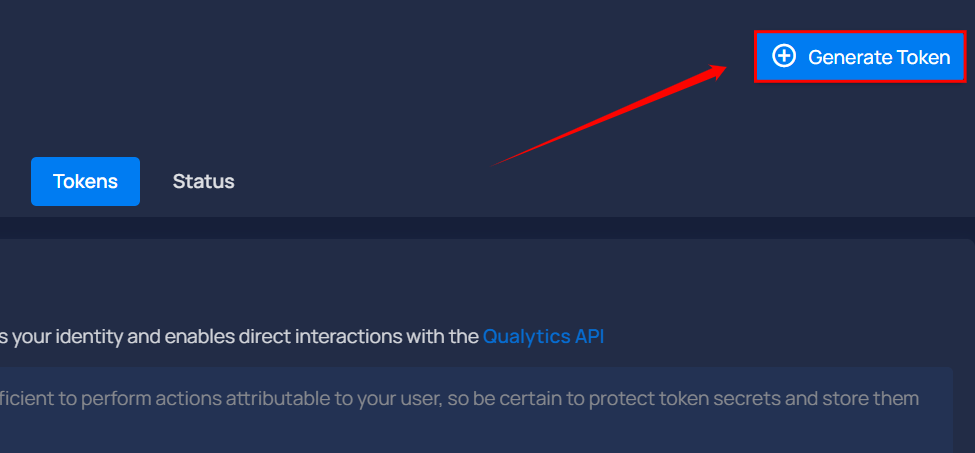 Generate Token
Tokens Status
s your identity and enables direct interactions with the Qualytics API
ficient to perform actions attributable to your user, so be certain to protect token secrets and store them